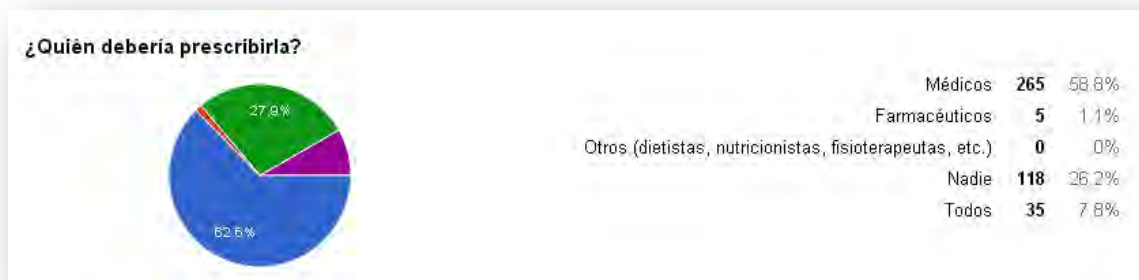 ¿Quién debería prescribirla?
27.9%
62.6%
Médicos 265 58.8%
Farmacéuticos 5 1.1%
Otros (dietistas, nutricionistas, fisioterapeutas, etc.) 0 0%
Nadie 118 26.2%
Todos 35 7.8%